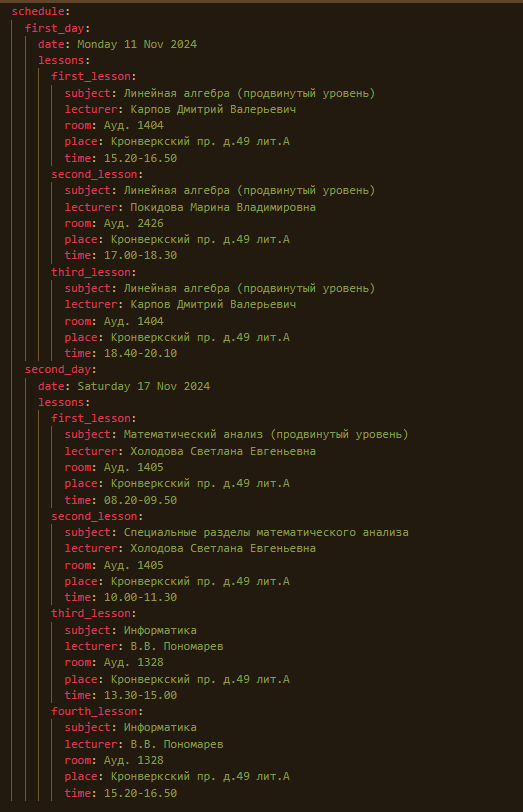 schedule:
first_day:
date: Monday 11 Nov 2024
lessons:
first_lesson:
subject: Линейная алгебра (продвинутый уровень)
lecturer: Карпов Дмитрий Валерьевич
room: Ауд. 1404
place: Кронверкский пр. д.49 лит.А
time: 15.20-16.50
second_lesson:
subject: Линейная алгебра (продвинутый уровень)
lecturer: Покидова Марина Владимировна
room: Ауд. 2426
place: Кронверкский пр. д.49 лит.А
time: 17.00-18.30
third_lesson:
subject: Линейная алгебра (продвинутый уровень)
lecturer: Карпов Дмитрий Валерьевич
room: Ауд. 1404
place: Кронверкский пр. д.49 лит.А
time: 18.40-20.10
second_day:
date: Saturday 17 Nov 2024
lessons:
first_lesson:
subject: Математический анализ (продвинутый уровень)
lecturer: Холодова Светлана Евгеньевна
room: Ауд. 1405
place: Кронверкский пр. д.49 лит.А
time: 08.20-09.50
second_lesson:
subject: Специальные разделы математического анализа
lecturer: Холодова Светлана Евгеньевна
room: Ауд. 1405
place: Кронверкский пр. д.49 лит.А
time: 10.00-11.30
third_lesson:
subject: Информатика
lecturer: В.В. Пономарев
room: Ауд. 1328
place: Кронверкский пр. д.49 лит.А
time: 13.30-15.00
fourth_lesson:
subject: Информатика
lecturer: В.В. Пономарев
room: Ауд. 1328
place: Кронверкский пр. д.49 лит.А
time: 15.20-16.50